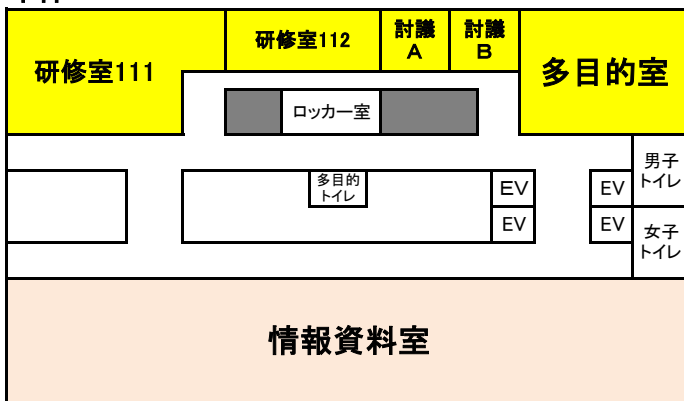 研修室111
研修室112
討議
A
討議
B
多目的室
ロッカー室
男子
トイレ
多目的
トイレ
EV
EV
EV
EV
女子
トイレ
情報資料室